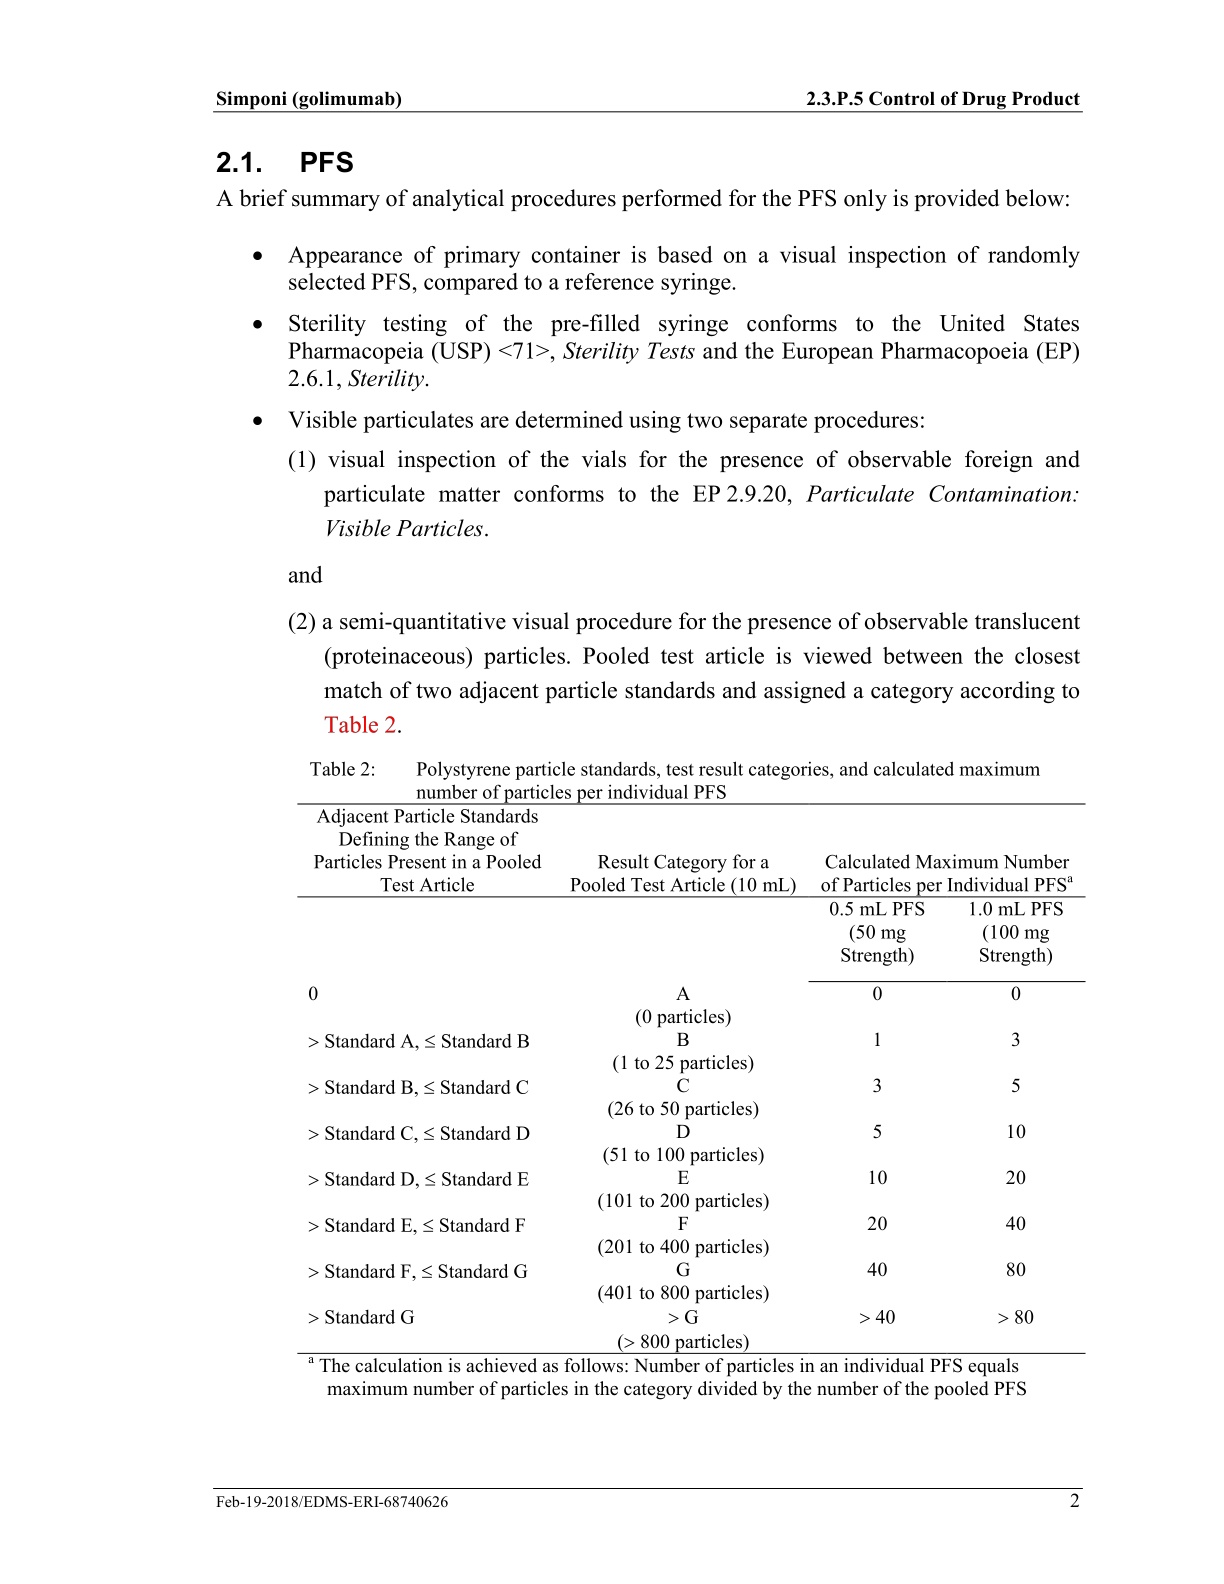 Simponi (golimumab) 2.3.P.5 Control of Drug Product
2.1. PFS
A brief summary of analytical procedures performed for the PFS only is provided below:
• Appearance of primary container is based on a visual inspection of randomly
selected PFS, compared to a reference syringe.
• Sterility testing of the pre-filled syringe conforms to the United States
Pharmacopeia (USP) <71>, Sterility Tests and the European Pharmacopoeia (EP)
2.6.1, Sterility.
• Visible particulates are determined using two separate procedures:
(1) visual inspection of the vials for the presence of observable foreign and
particulate matter conforms to the EP 2.9.20, Particulate Contamination:
Visible Particles.
and
(2) a semi-quantitative visual procedure for the presence of observable translucent
(proteinaceous) particles. Pooled test article is viewed between the closest
match of two adjacent particle standards and assigned a category according to
Table 2.
Table 2: Polystyrene particle standards, test result categories, and calculated maximum
number of particles per individual PFS
Adjacent Particle Standards
Defining the Range of
Particles Present in a Pooled Result Category for a Calculated Maximum Number
Test Article Pooled Test Article (10 mL) of Particles per Individual PFSa
0.5 mL PFS 1.0 mL PFS
(50 mg (100 mg
Strength) Strength)
0 A 0 0
(0 particles)
> Standard A, ≤ Standard B B 1 3
(1 to 25 particles)
> Standard B, ≤ Standard C C 3 5
(26 to 50 particles)
> Standard C, ≤ Standard D D 5 10
(51 to 100 particles)
> Standard D, ≤ Standard E E 10 20
(101 to 200 particles)
> Standard E, ≤ Standard F F 20 40
(201 to 400 particles)
> Standard F, ≤ Standard G G 40 80
(401 to 800 particles)
> Standard G > G > 40 > 80
(> 800 particles)
a The calculation is achieved as follows: Number of particles in an individual PFS equals
maximum number of particles in the category divided by the number of the pooled PFS
Feb-19-2018/EDMS-ERI-68740626 2